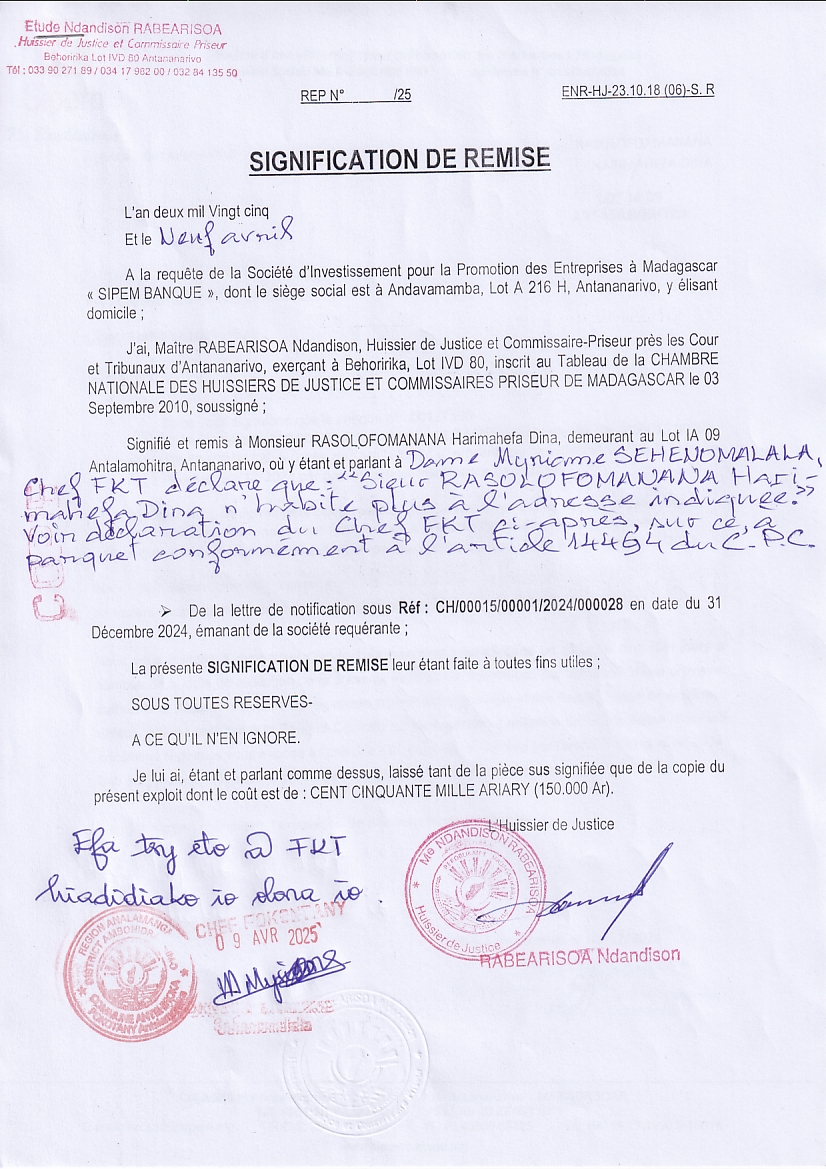 Etude Ndandison RABEARISOA
Huissier de Justice et Commissaire Priseur
Behoririka Lot IVD 80 Antananarivo
Tél : 033 90 271 89 / 034 17 982 00 / 032 84 135 50
REP N° ______/25
ENR-HJ-23.10.18 (06)-S. R
SIGNIFICATION DE REMISE
L'an deux mil Vingt cinq
Et le Neuf avril
A la requête de la Société d'Investissement pour la Promotion des Entreprises à Madagascar
« SIPEM BANQUE », dont le siège social est à Andavamamba, Lot A 216 H, Antananarivo, y élisant
domicile ;
J'ai, Maître RABEARISOA Ndandison, Huissier de Justice et Commissaire-Priseur près les Cour
et Tribunaux d'Antananarivo, exerçant à Behoririka, Lot IVD 80, inscrit au Tableau de la CHAMBRE
NATIONALE DES HUISSIERS DE JUSTICE ET COMMISSAIRES PRISEUR DE MADAGASCAR le 03
Septembre 2010, soussigné ;
Signifié et remis à Monsieur RASOLOFOMANANA Harimahefa Dina, demeurant au Lot IA 09
Antalamohitra, Antananarivo, où y étant et parlant à Dame Myriame SEHENOMALALA,
Chef FKT déclare que : "Sieur RASOLOFOMANANA Hari-
mahefa Dina n'habite plus à l'adresse indiquée. »
Voir déclaration du Chef FKT ci-après, sur ce, a
parquet conformément à l'article 144§4 du C.P.C.
➢ De la lettre de notification sous Réf : CH/00015/00001/2024/000028 en date du 31
Décembre 2024, émanant de la société requérante ;
La présente SIGNIFICATION DE REMISE leur étant faite à toutes fins utiles ;
SOUS TOUTES RESERVES-
A CE QU'IL N'EN IGNORE.
Je lui ai, étant et parlant comme dessus, laissé tant de la pièce sus signifiée que de la copie du
présent exploit dont le coût est de : CENT CINQUANTE MILLE ARIARY (150.000 Ar).
L'Huissier de Justice
Efa tsy eto @ FKT
hiadidiako io olona io.
Me NDANDISON RABEARISOA
Huissier de Justice
RABEARISOA Ndandison
REGION ANALAMANGA
CHEF FOKONTANY
09 AVR 2025
Sehenomalala